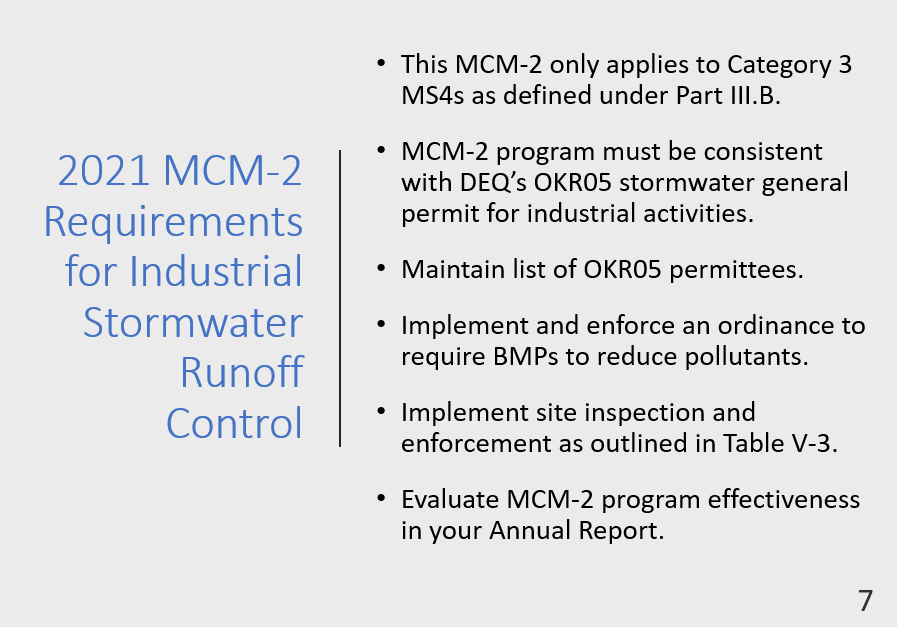 2021 MCM-2
Requirements
for Industrial
Stormwater
Runoff
Control
• This MCM-2 only applies to Category 3
MS4s as defined under Part III.B.
• MCM-2 program must be consistent
with DEQ’s OKR05 stormwater general
permit for industrial activities.
• Maintain list of OKR05 permittees.
• Implement and enforce an ordinance to
require BMPs to reduce pollutants.
• Implement site inspection and
enforcement as outlined in Table V-3.
• Evaluate MCM-2 program effectiveness
in your Annual Report.
7